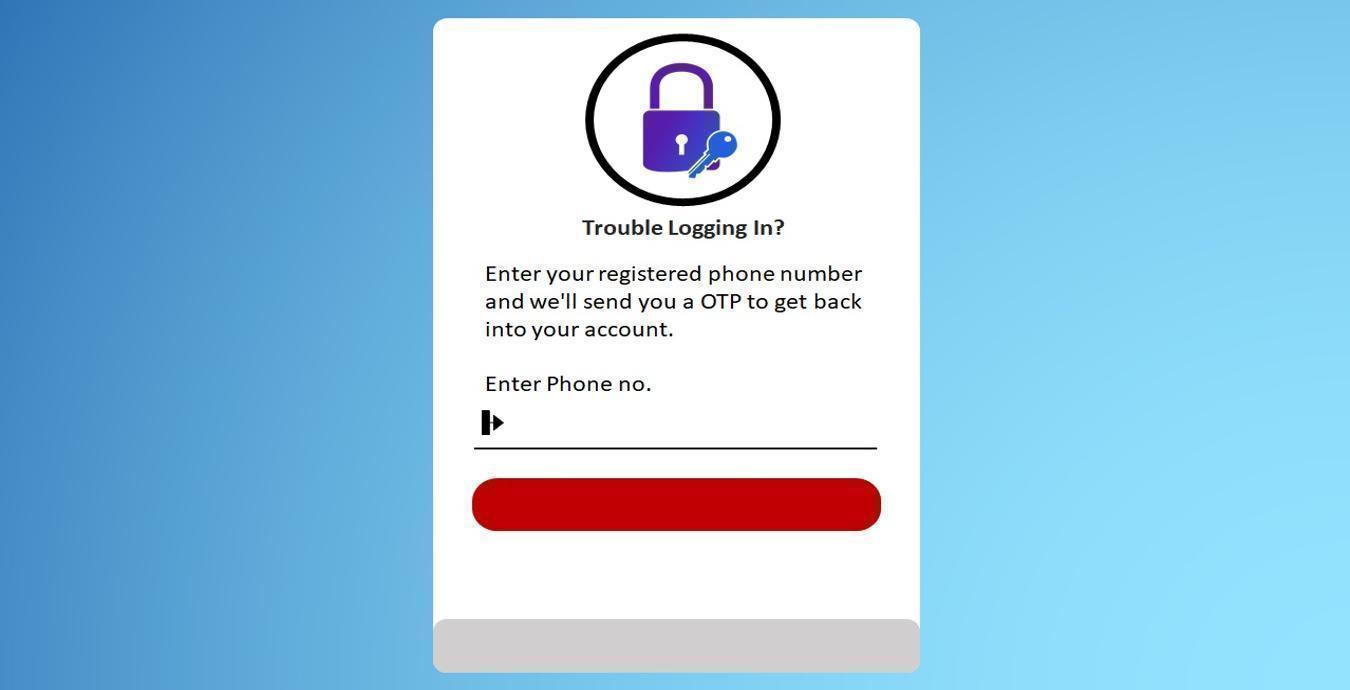 Trouble Logging In?
Enter your registered phone number
and we'll send you a OTP to get back
into your account.
Enter Phone no.